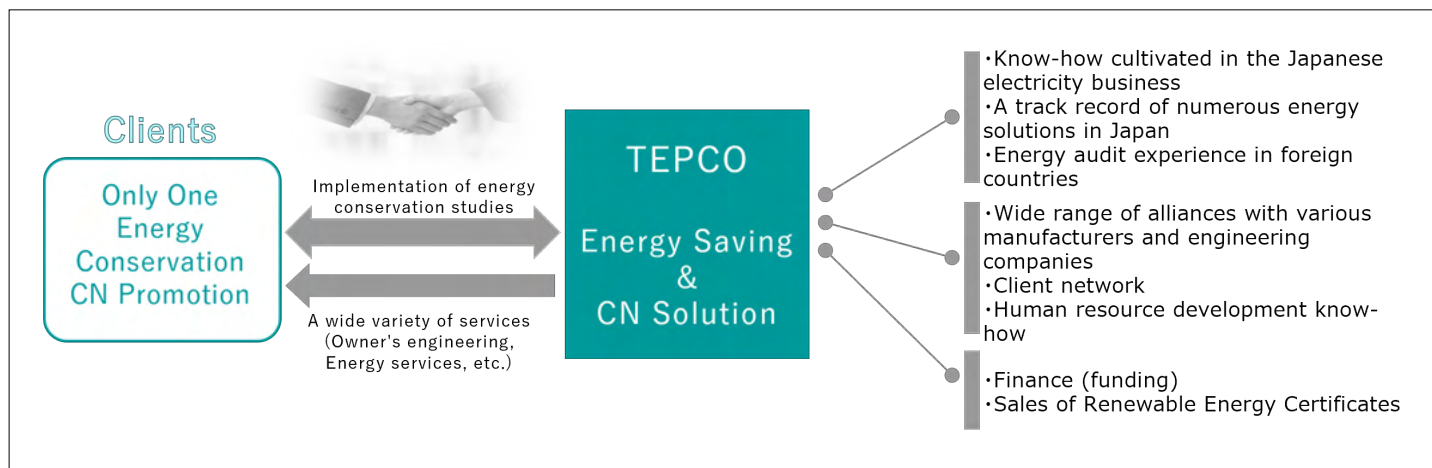 Clients
Only One
Energy
Conservation
CN Promotion
Implementation of energy
conservation studies
A wide variety of services
(Owner's engineering,
Energy services, etc.)
TEPCO
Energy Saving
&
CN Solution
・Know-how cultivated in the Japanese
electricity business
・A track record of numerous energy
solutions in Japan
・Energy audit experience in foreign
countries
・Wide range of alliances with various
manufacturers and engineering
companies
・Client network
・Human resource development know-
how
・Finance (funding)
・Sales of Renewable Energy Certificates